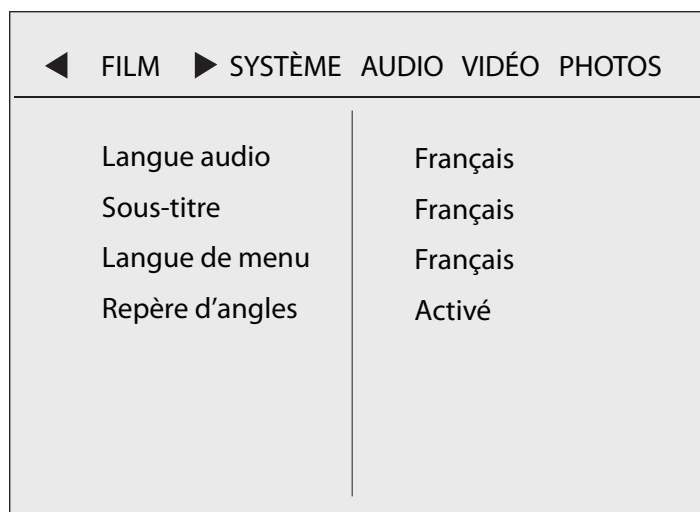 FILM SYSTÈME AUDIO VIDÉO PHOTOS
Langue audio Français
Sous-titre Français
Langue de menu Français
Repère d’angles Activé